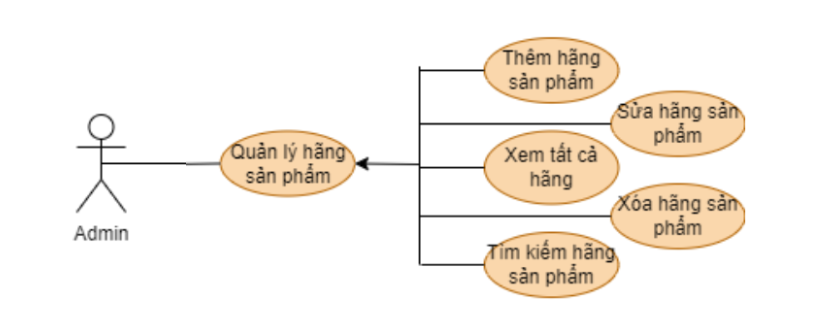 Thêm hãng
sản phẩm
Sửa hãng sản
phẩm
Quản lý hãng
sản phẩm
Xem tất cả
hãng
Xóa hãng sản
phẩm
Admin
Tìm kiếm hãng
sản phẩm